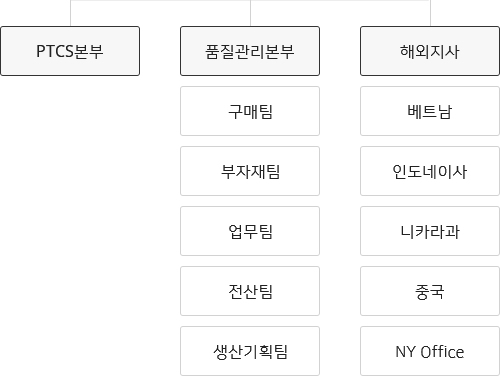 PTCS본부
품질관리본부
구매팀
부자재팀
업무팀
전산팀
생산기획팀
해외지사
베트남
인도네이사
니카라과
중국
NY Office